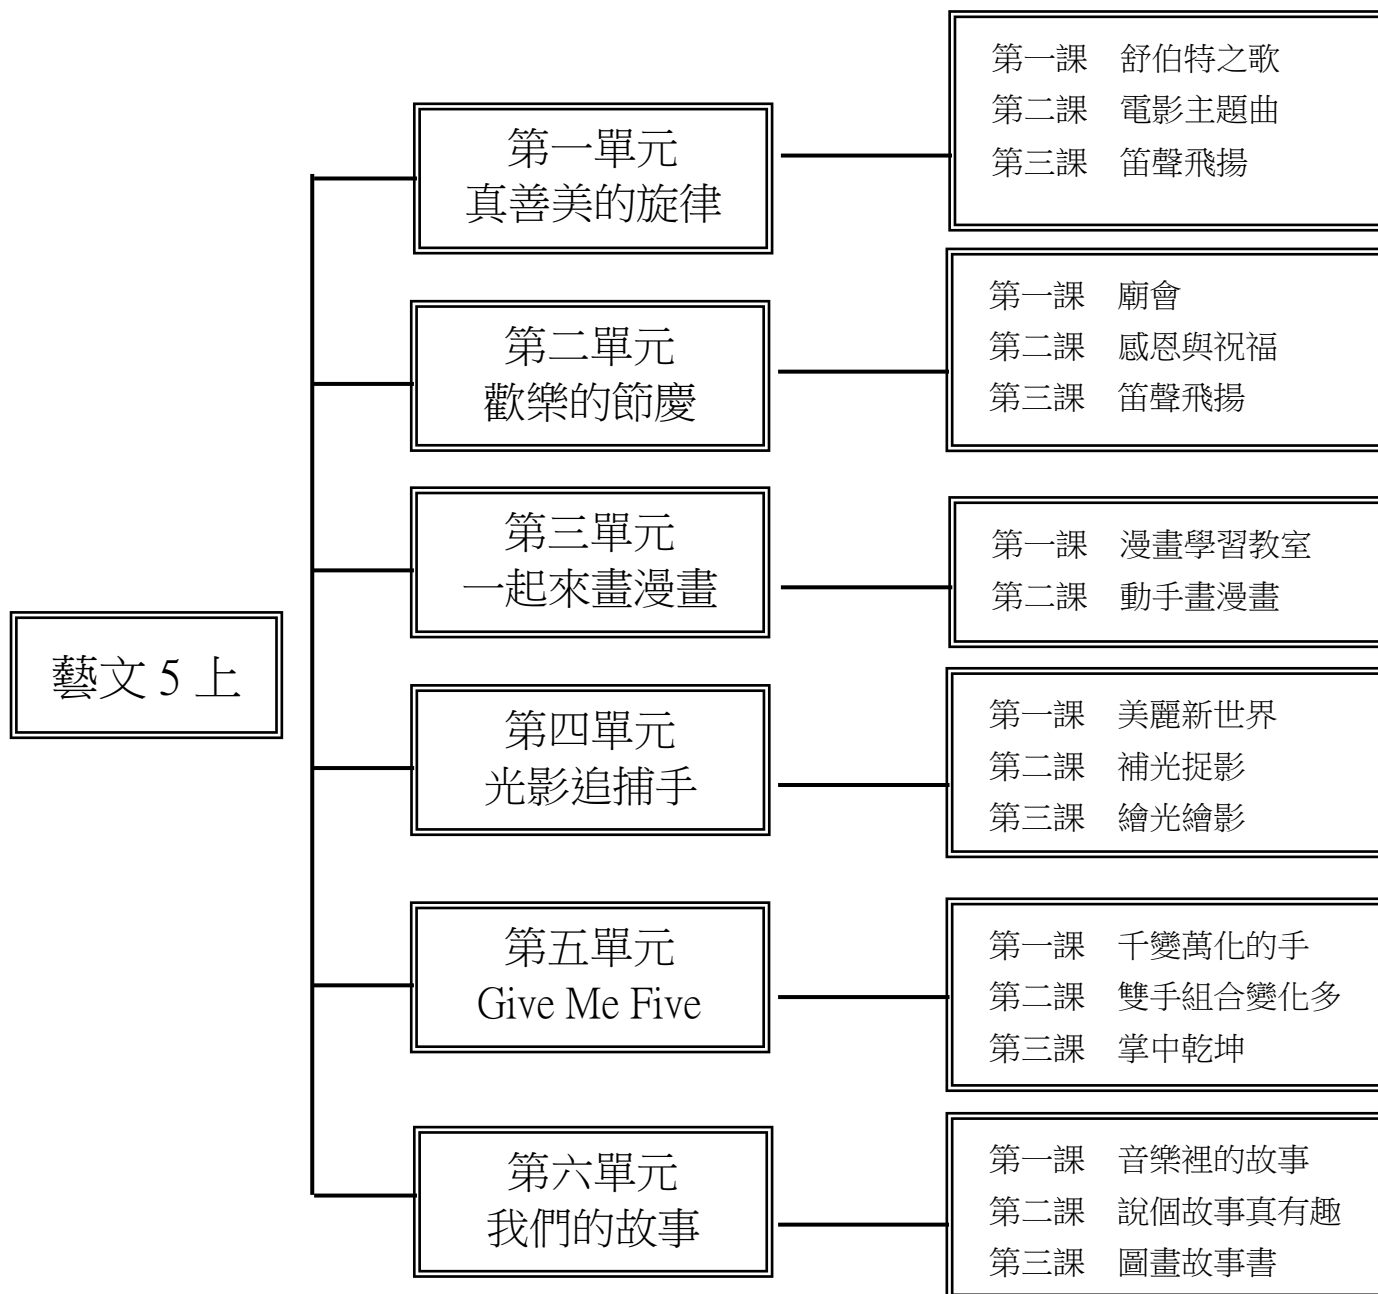 藝文 5 上
第一單元
真善美的旋律
第一課　舒伯特之歌
第二課　電影主題曲
第三課　笛聲飛揚
第二單元
歡樂的節慶
第一課　廟會
第二課　感恩與祝福
第三課　笛聲飛揚
第三單元
一起來畫漫畫
第一課　漫畫學習教室
第二課　動手畫漫畫
第四單元
光影追捕手
第一課　美麗新世界
第二課　補光捉影
第三課　繪光繪影
第五單元
Give Me Five
第一課　千變萬化的手
第二課　雙手組合變化多
第三課　掌中乾坤
第六單元
我們的故事
第一課　音樂裡的故事
第二課　說個故事真有趣
第三課　圖畫故事書